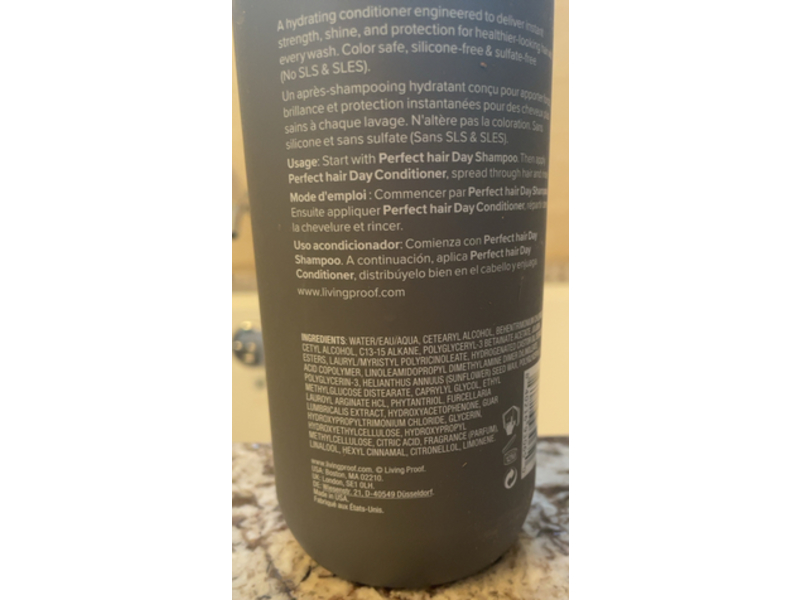 A hydrating conditioner engineered to deliver instant
strength, shine, and protection for healthier-looking
every wash. Color safe, silicone-free & sulfate-free
(No SLS & SLES).
Un après-shampooing hydratant conçu pour apporter
brillance et protection instantanées pour des cheveux
sains à chaque lavage. N'altère pas la coloration. Sans
silicone et sans sulfate (Sans SLS & SLES).
Usage: Start with Perfect hair Day Shampoo. Then apply
Perfect hair Day Conditioner, spread through hair and
Mode d'emploi : Commencer par Perfect hair Day
Ensuite appliquer Perfect hair Day Conditioner,
la chevelure et rincer.
Uso acondicionador: Comienza con Perfect hair Day
Shampoo. A continuación, aplica Perfect hair Day
Conditioner, distribúyelo bien en el cabello y enjuaga.
www.livingproof.com
INGREDIENTS: WATER/EAU/AQUA, CETEARYL ALCOHOL,
CETYL ALCOHOL, C13-15 ALKANE, POLYGLYCERYL-3 BETAINATE ACETATE,
ESTERS, LAURYL/MYRISTYL POLYRICINOLEATE, HYDROGENATED CASTOR OIL
ACID COPOLYMER, LINOLEAMIDOPROPYL DIMETHYLAMINE DIMER DILINOLEATE,
POLYGLYCERIN-3, HELIANTHUS ANNUUS (SUNFLOWER) SEED WAX,
METHYLGLUCOSE DISTEARATE, CAPRYLYL GLYCOL, ETHYL
LAUROYL ARGINATE HCL, PHYTANTRIOL, FURCELLARIA
LUMBRICALIS EXTRACT, HYDROXYACETOPHENONE, GUAR
HYDROXYPROPYLTRIMONIUM CHLORIDE, GLYCERIN,
HYDROXYETHYLCELLULOSE, HYDROXYPROPYL
METHYLCELLULOSE, CITRIC ACID, FRAGRANCE (PARFUM),
LINALOOL, HEXYL CINNAMAL, CITRONELLOL, LIMONENE.
www.livingproof.com. © Living Proof.
USA: Boston, MA 02210.
UK: London, SE1 0LH.
DE: Wiesenstr. 21, D-40549 Düsseldorf.
Made in USA.
Fabriqué aux États-Unis.